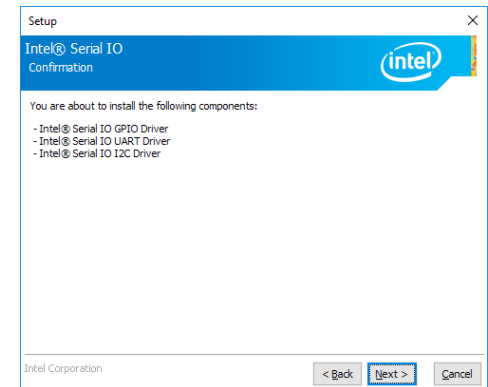 Setup
Intel® Serial IO
Confirmation
intel
You are about to install the following components:
- Intel® Serial IO GPIO Driver
- Intel® Serial IO UART Driver
- Intel® Serial IO I2C Driver
Intel Corporation
< Back
Next >
Cancel